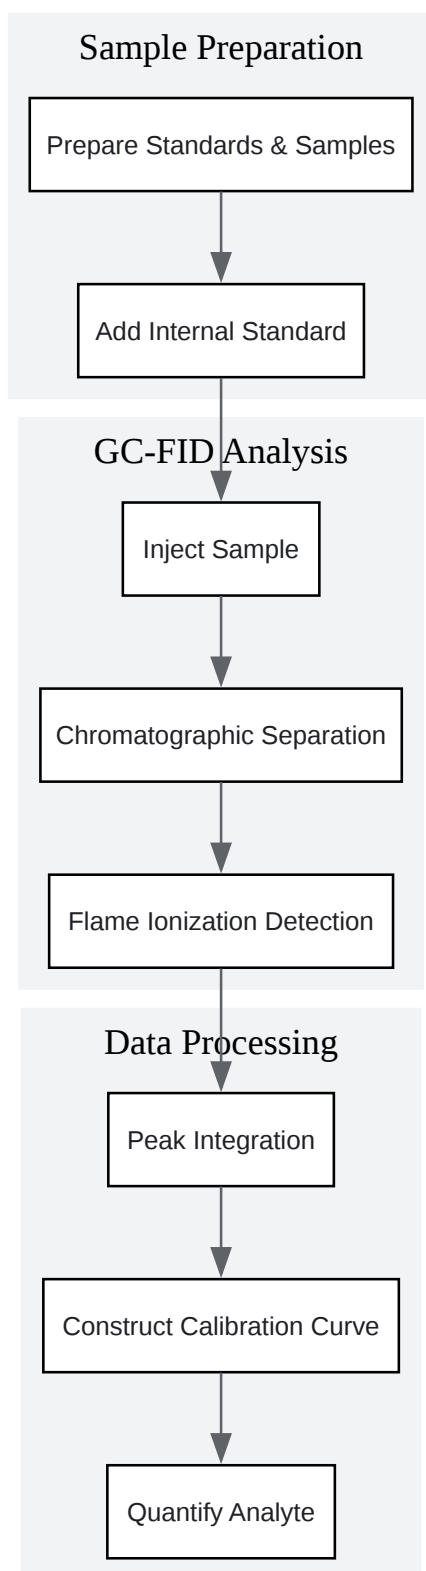 Sample Preparation
Prepare Standards & Samples
Add Internal Standard
GC-FID Analysis
Inject Sample
Chromatographic Separation
Flame Ionization Detection
Data Processing
Peak Integration
Construct Calibration Curve
Quantify Analyte